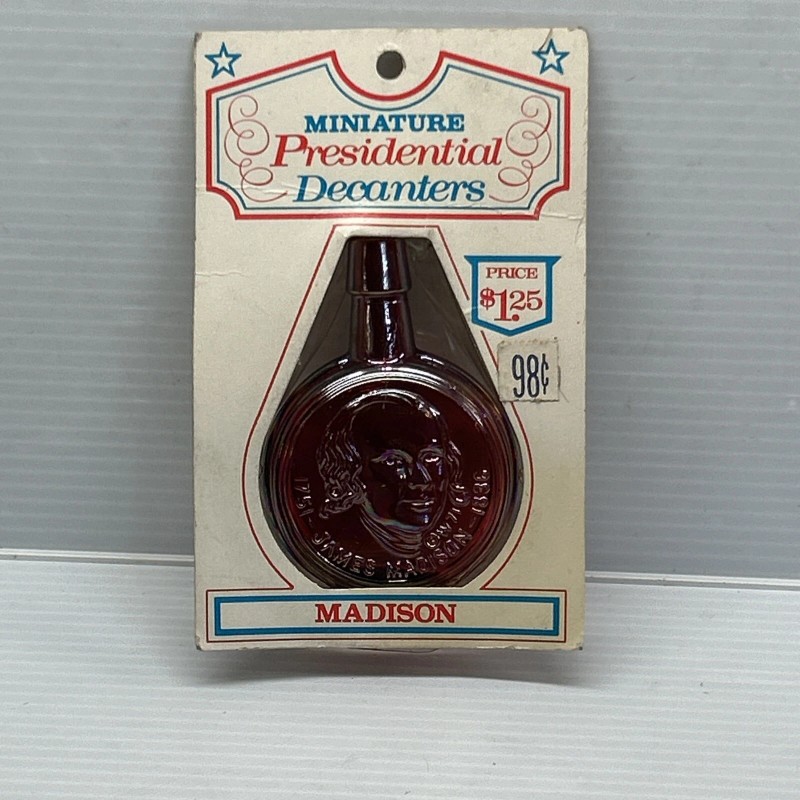 MINIATURE
Presidential
Decanters
PRICE
$1.25
98¢
1751 - JAMES MADISON - 1836
MADISON